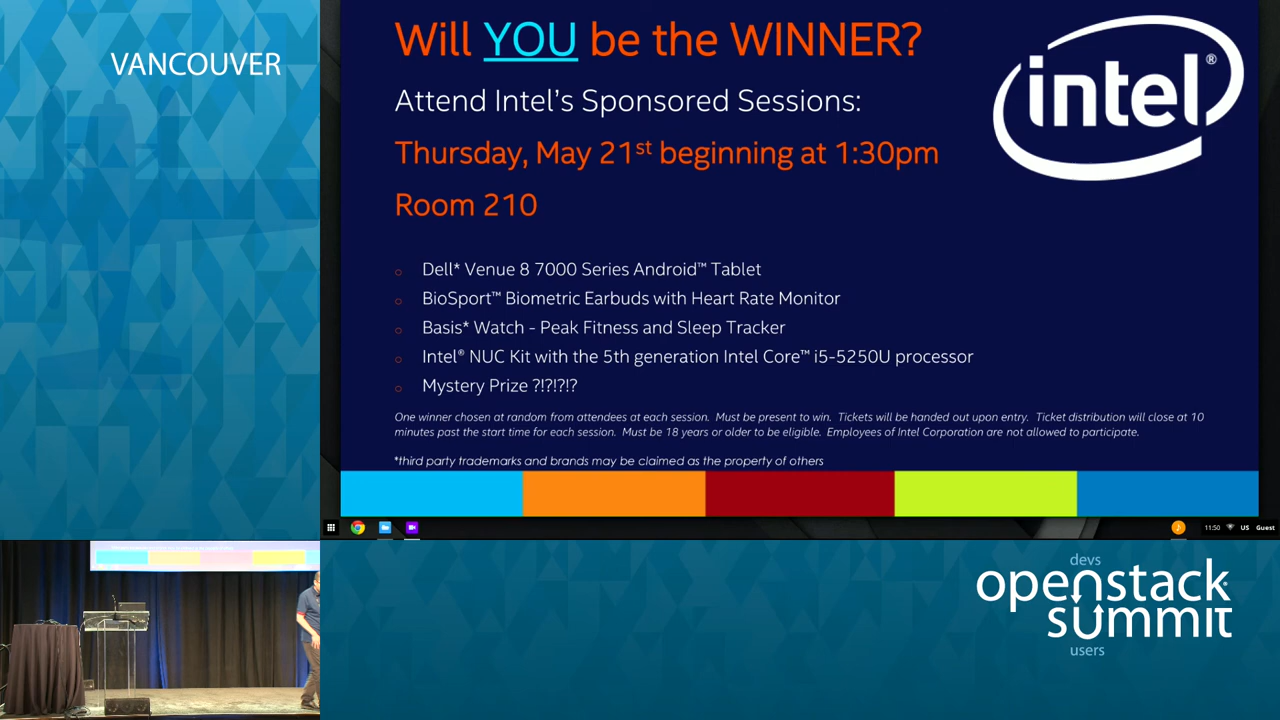 VANCOUVER
Will YOU be the WINNER?
Attend Intel's Sponsored Sessions:
Thursday, May 21st beginning at 1:30pm
Room 210
intel®
Dell* Venue 8 7000 Series Android™ Tablet
BioSport™ Biometric Earbuds with Heart Rate Monitor
Basis* Watch - Peak Fitness and Sleep Tracker
Intel® NUC Kit with the 5th generation Intel Core™ i5-5250U processor
Mystery Prize ?!?!?!?
One winner chosen at random from attendees at each session. Must be present to win. Tickets will be handed out upon entry. Ticket distribution will close at 10
minutes past the start time for each session. Must be 18 years or older to be eligible. Employees of Intel Corporation are not allowed to participate.
*third party trademarks and brands may be claimed as the property of others
11:50 US Guest
devs
openstack
summit
users